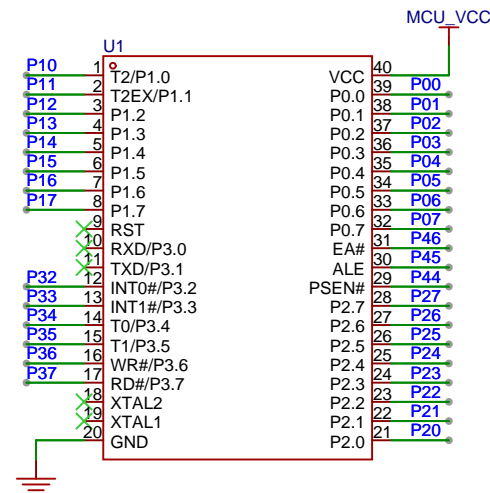 MCU_VCC
U1
P10 1 T2/P1.0 VCC 40
P11 2 T2EX/P1.1 P0.0 39 P00
P12 3 P1.2 P0.1 38 P01
P13 4 P1.3 P0.2 37 P02
P14 5 P1.4 P0.3 36 P03
P15 6 P1.5 P0.4 35 P04
P16 7 P1.6 P0.5 34 P05
P17 8 P1.7 P0.6 33 P06
9 RST P0.7 32 P07
10 RXD/P3.0 EA# 31 P46
11 TXD/P3.1 ALE 30 P45
P32 12 INT0#/P3.2 PSEN# 29 P44
P33 13 INT1#/P3.3 P2.7 28 P27
P34 14 T0/P3.4 P2.6 27 P26
P35 15 T1/P3.5 P2.5 26 P25
P36 16 WR#/P3.6 P2.4 25 P24
P37 17 RD#/P3.7 P2.3 24 P23
18 XTAL2 P2.2 23 P22
19 XTAL1 P2.1 22 P21
20 GND P2.0 21 P20